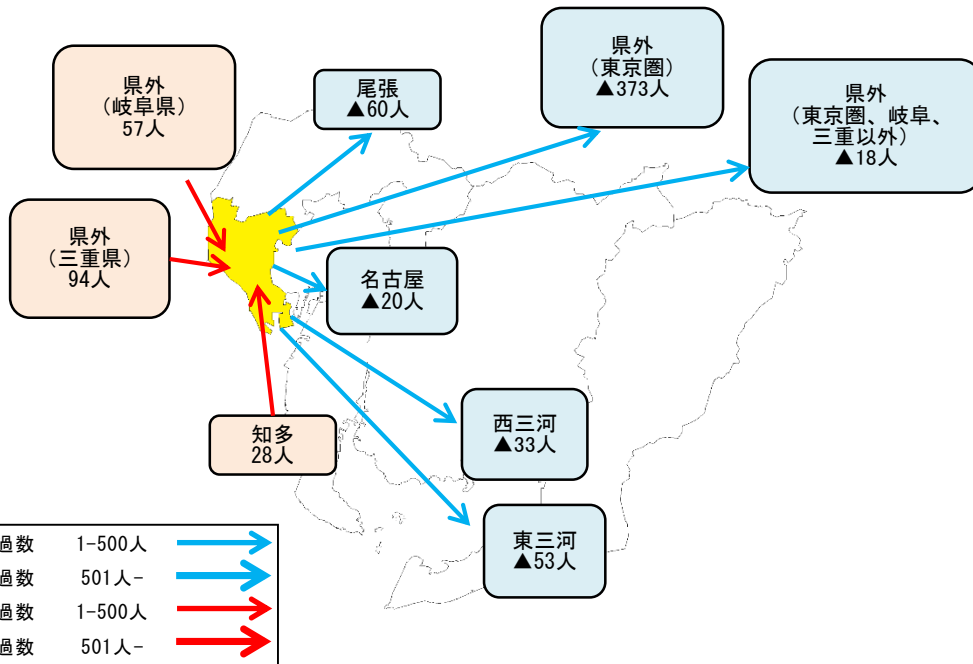 県外
（岐阜県）
57人
尾張
▲60人
県外
（東京圏）
▲373人
県外
（東京圏、岐阜、
三重以外）
▲18人
県外
（三重県）
94人
名古屋
▲20人
知多
28人
西三河
▲33人
東三河
▲53人
過数 1-500人
過数 501人-
過数 1-500人
過数 501人-